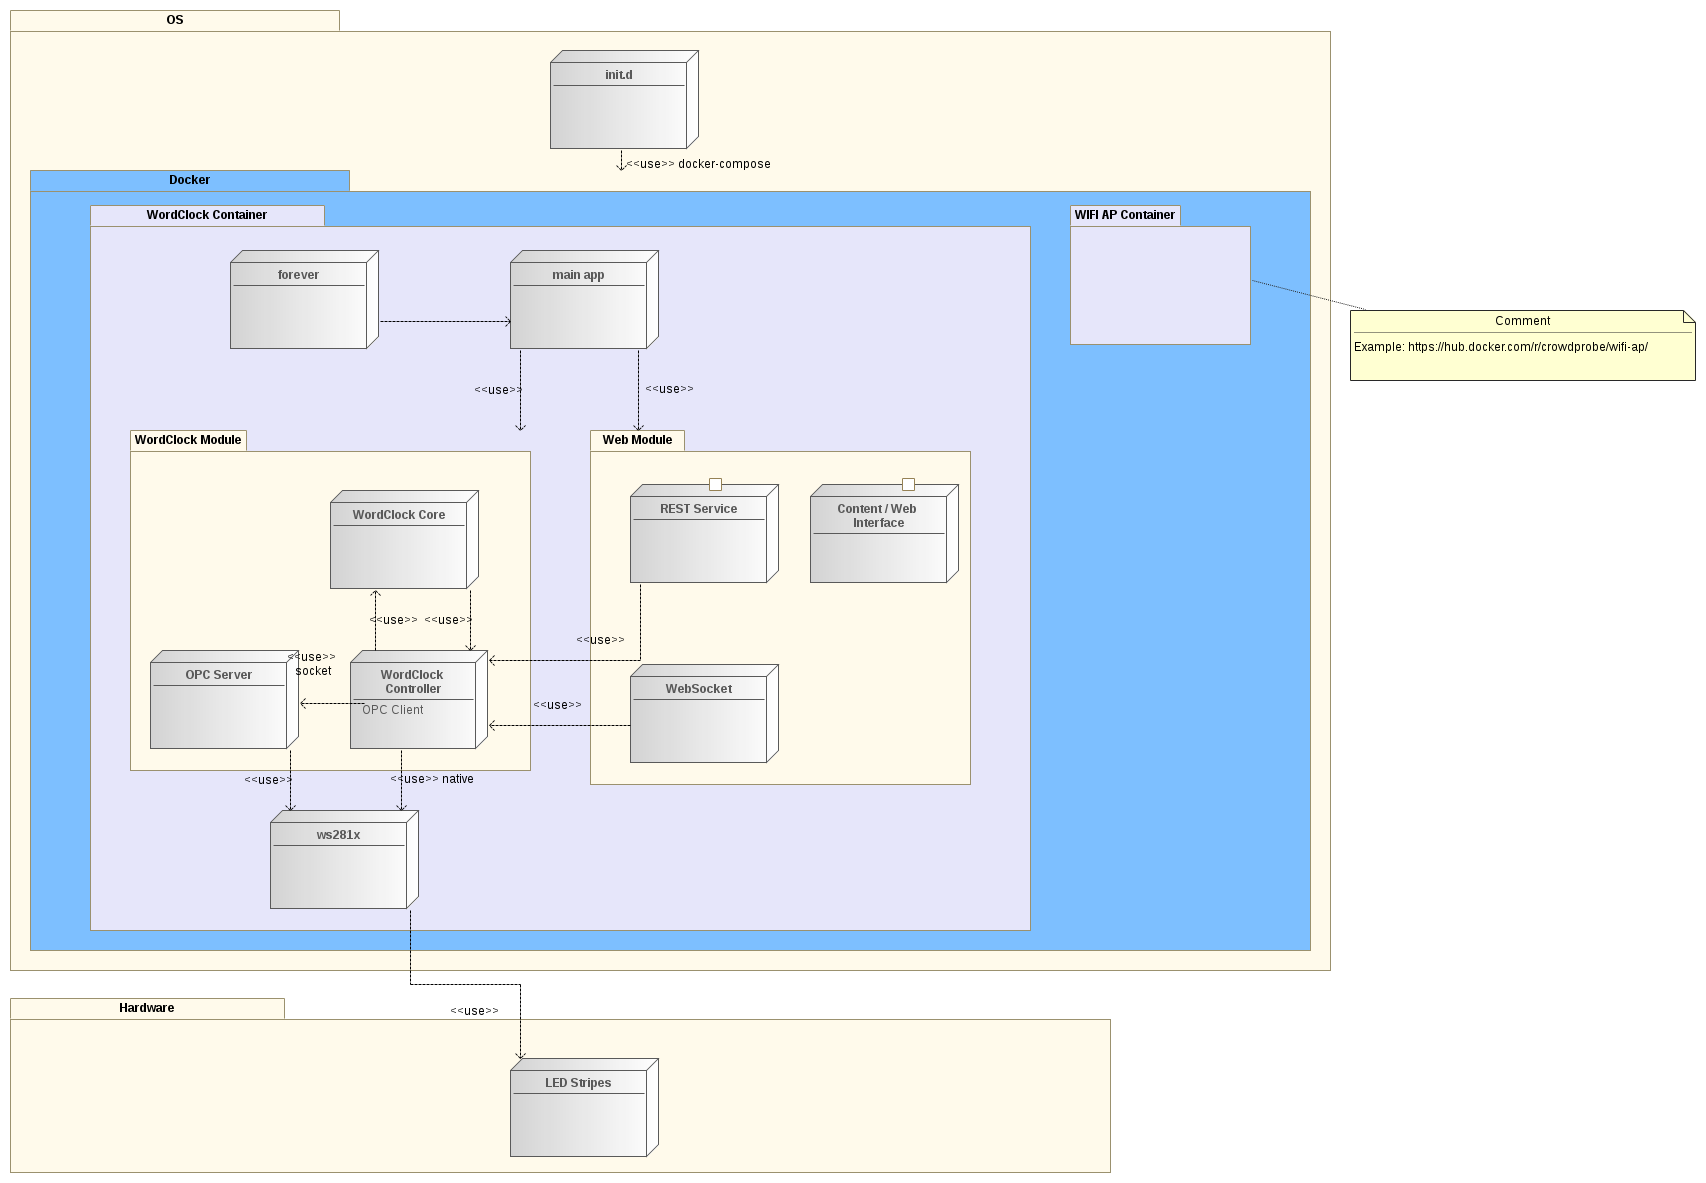 OS
init.d
<<use>> docker-compose
Docker
WordClock Container
WIFI AP Container
forever
main app
Comment
Example: https://hub.docker.com/r/crowdprobe/wifi-ap/
<<use>>
<<use>>
WordClock Module
Web Module
WordClock Core
REST Service
Content / Web
Interface
<<use>>
<<use>>
<<use>>
<<use>>
socket
OPC Server
WordClock
Controller
OPC Client
WebSocket
<<use>>
<<use>>
<<use>> native
ws281x
Hardware
<<use>>
LED Stripes